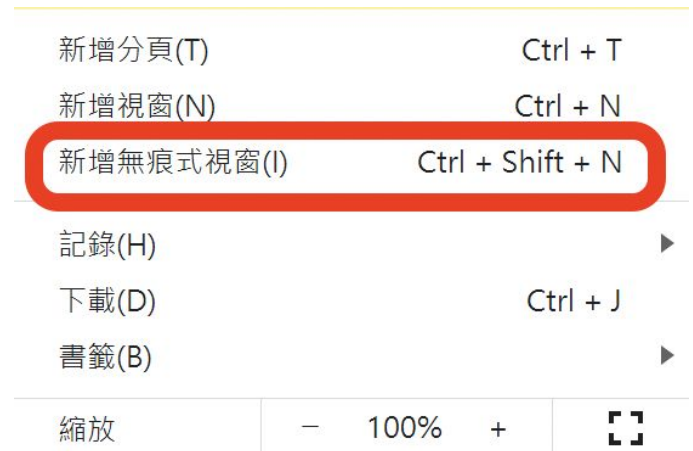 新增分頁(T) Ctrl + T
新增視窗(N) Ctrl + N
新增無痕式視窗(I) Ctrl + Shift + N
記錄(H)
下載(D) Ctrl + J
書籤(B)
縮放 − 100% +